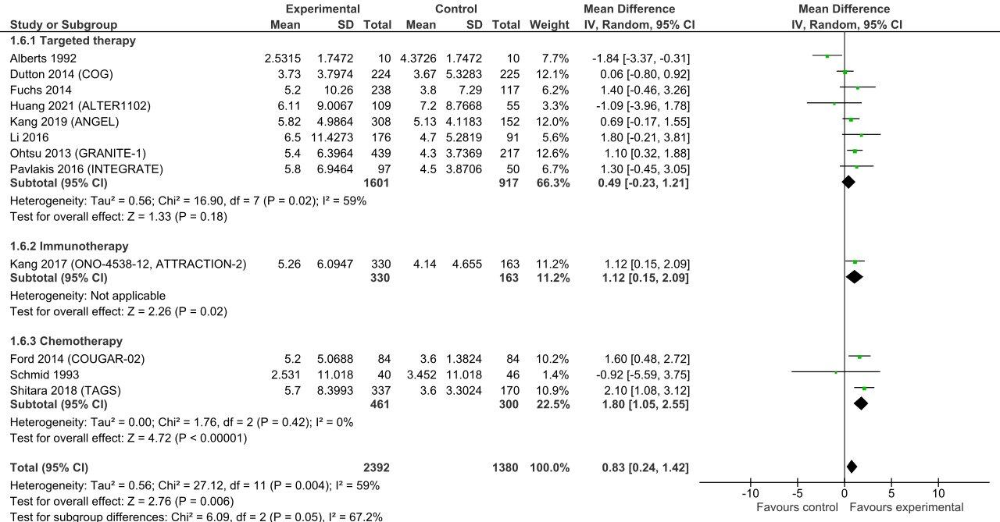 Experimental Control Mean Difference Mean Difference
Study or Subgroup Mean SD Total Mean SD Total Weight IV, Random, 95% CI IV, Random, 95% CI
1.6.1 Targeted therapy
Alberts 1992 2.5315 1.7472 10 4.3726 1.7472 10 7.7% -1.84 [-3.37, -0.31]
Dutton 2014 (COG) 3.73 3.7974 224 3.67 5.3283 225 12.1% 0.06 [-0.80, 0.92]
Fuchs 2014 5.2 10.26 238 3.8 7.29 117 6.2% 1.40 [-0.46, 3.26]
Huang 2021 (ALTER1102) 6.11 9.0067 109 7.2 8.7668 55 3.3% -1.09 [-3.96, 1.78]
Kang 2019 (ANGEL) 5.82 4.9864 308 5.13 4.1183 152 12.0% 0.69 [-0.17, 1.55]
Li 2016 6.5 11.4273 176 4.7 5.2819 91 5.6% 1.80 [-0.21, 3.81]
Ohtsu 2013 (GRANITE-1) 5.4 6.3964 439 4.3 3.7369 217 12.6% 1.10 [0.32, 1.88]
Pavlakis 2016 (INTEGRATE) 5.8 6.9464 97 4.5 3.8706 50 6.7% 1.30 [-0.45, 3.05]
Subtotal (95% CI) 1601 917 66.3% 0.49 [-0.23, 1.21]
Heterogeneity: Tau² = 0.56; Chi² = 16.90, df = 7 (P = 0.02); I² = 59%
Test for overall effect: Z = 1.33 (P = 0.18)
1.6.2 Immunotherapy
Kang 2017 (ONO-4538-12, ATTRACTION-2) 5.26 6.0947 330 4.14 4.655 163 11.2% 1.12 [0.15, 2.09]
Subtotal (95% CI) 330 163 11.2% 1.12 [0.15, 2.09]
Heterogeneity: Not applicable
Test for overall effect: Z = 2.26 (P = 0.02)
1.6.3 Chemotherapy
Ford 2014 (COUGAR-02) 5.2 5.0688 84 3.6 1.3824 84 10.2% 1.60 [0.48, 2.72]
Schmid 1993 2.531 11.018 40 3.452 11.018 46 1.4% -0.92 [-5.59, 3.75]
Shitara 2018 (TAGS) 5.7 8.3993 337 3.6 3.3024 170 10.9% 2.10 [1.08, 3.12]
Subtotal (95% CI) 461 300 22.5% 1.80 [1.05, 2.55]
Heterogeneity: Tau² = 0.00; Chi² = 1.76, df = 2 (P = 0.42); I² = 0%
Test for overall effect: Z = 4.72 (P < 0.00001)
Total (95% CI) 2392 1380 100.0% 0.83 [0.24, 1.42]
Heterogeneity: Tau² = 0.56; Chi² = 27.12, df = 11 (P = 0.004); I² = 59%
Test for overall effect: Z = 2.76 (P = 0.006)
Test for subgroup differences: Chi² = 6.09, df = 2 (P = 0.05), I² = 67.2%
-10 -5 0 5 10
Favours control Favours experimental